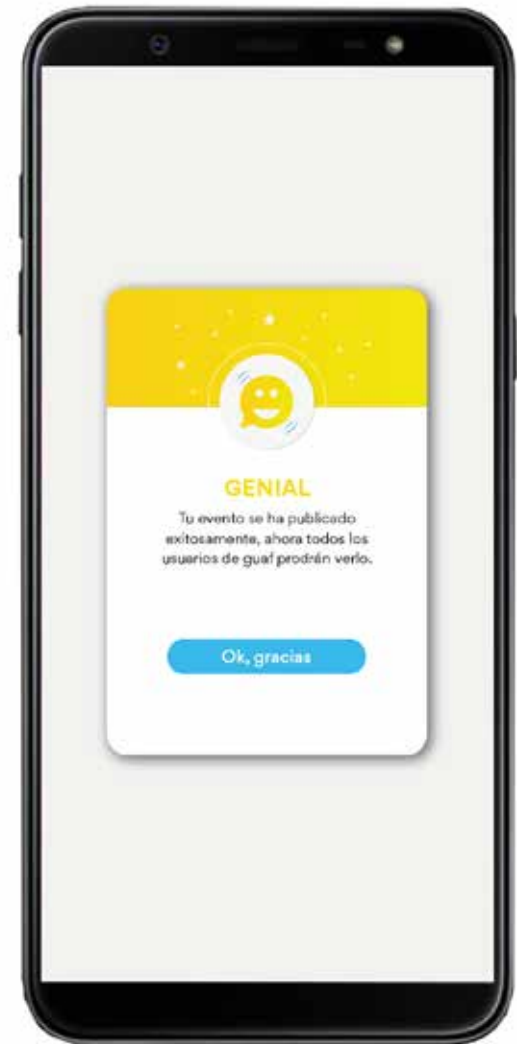 GENIAL
Tu evento se ha publicado
exitosamente, ahora todos los
usuarios de guaf prodrán verlo.
Ok, gracias